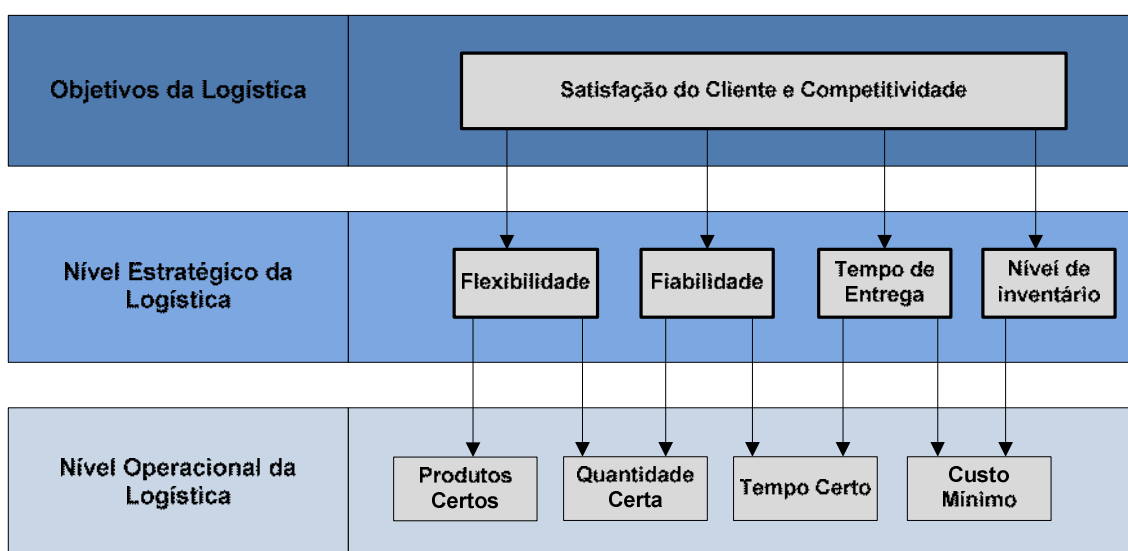 Objetivos da Logística
Satisfação do Cliente e Competitividade
Nível Estratégico da
Logística
Flexibilidade
Fiabilidade
Tempo de
Entrega
Nível de
inventário
Nível Operacional da
Logística
Produtos
Certos
Quantidade
Certa
Tempo Certo
Custo
Mínimo